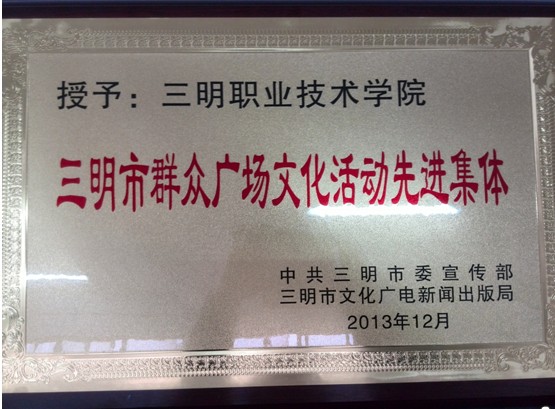 授予：三明职业技术学院
三明市群众广场文化活动先进集体
中共三明市委宣传部
三明市文化广电新闻出版局
2013年12月